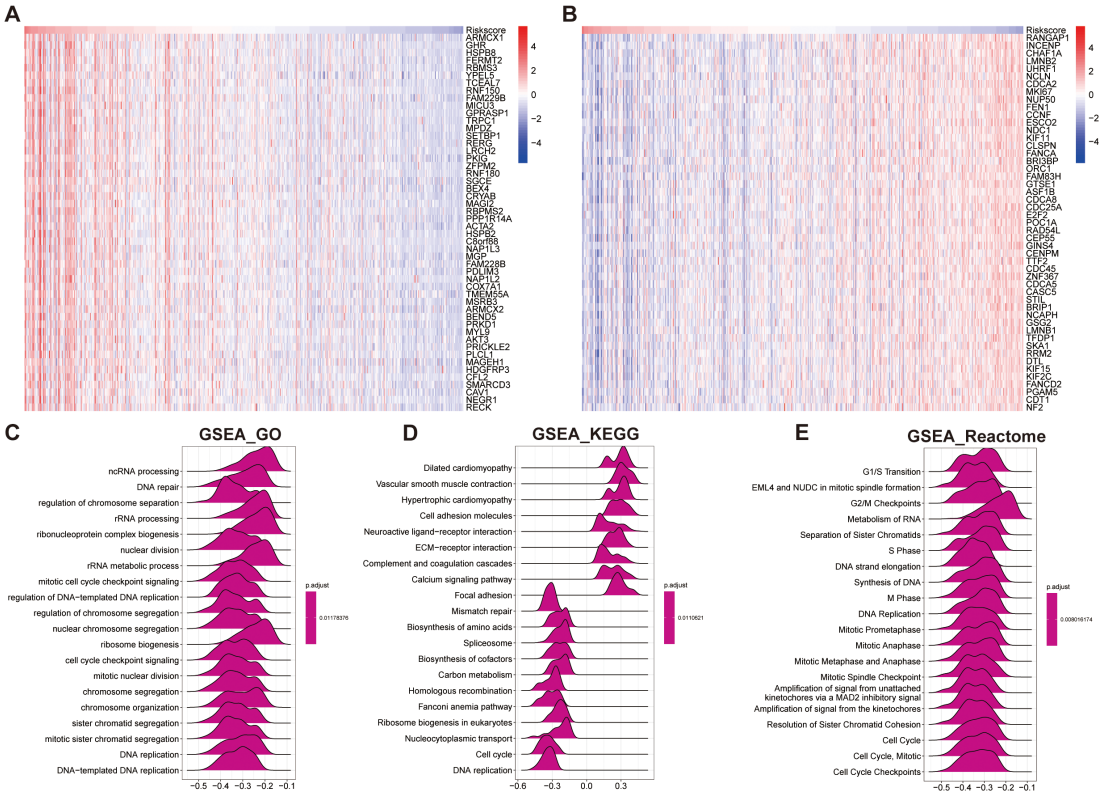 A
Riskscore
ARMCX1
GHR
HSPB8
FERMT2
RBMS3
YPEL5
TCEAL7
RNF150
FAM229B
MICU3
GPRASP1
TRPC1
MPDZ
SETBP1
RERG
LRCH2
PKIG
ZFPM2
RNF180
SGCE
BEX4
CRYAB
MAGI2
RBPMS2
PPP1R14A
ACTA2
HSPB2
C8orf88
NAP1L3
MGP
FAM228B
PDLIM3
NAP1L2
COX7A1
TMEM55A
MSRB3
ARMCX2
BEND5
PRKD1
MYL9
AKT3
PRICKLE2
PLCL1
MAGEH1
HDGFRP3
CFL2
SMARCD3
CAV1
NEGR1
RECK
4
2
0
−2
−4
B
Riskscore
RANGAP1
INCENP
CHAF1A
LMNB2
UHRF1
NCLN
CDCA2
MKI67
NUP50
FEN1
CCNF
ESCO2
NDC1
KIF11
CLSPN
FANCA
BRI3BP
ORC1
FAM83H
GTSE1
ASF1B
CDCA8
CDC25A
E2F2
POC1A
RAD54L
CEP55
GINS4
CENPM
TTF2
CDC45
ZNF367
CDCA5
CASC5
STIL
BRIP1
NCAPH
GSG2
LMNB1
TFDP1
SKA1
RRM2
DTL
KIF15
KIF2C
FANCD2
PGAM5
CDT1
NF2
4
2
0
−2
−4
C
GSEA_GO
ncRNA processing
DNA repair
regulation of chromosome separation
rRNA processing
ribonucleoprotein complex biogenesis
nuclear division
rRNA metabolic process
mitotic cell cycle checkpoint signaling
regulation of DNA−templated DNA replication
regulation of chromosome segregation
nuclear chromosome segregation
ribosome biogenesis
cell cycle checkpoint signaling
mitotic nuclear division
chromosome segregation
chromosome organization
sister chromatid segregation
mitotic sister chromatid segregation
DNA replication
DNA−templated DNA replication
−0.5 −0.4 −0.3 −0.2 −0.1
p.adjust
0.01178376
D
GSEA_KEGG
Dilated cardiomyopathy
Vascular smooth muscle contraction
Hypertrophic cardiomyopathy
Cell adhesion molecules
Neuroactive ligand−receptor interaction
ECM−receptor interaction
Complement and coagulation cascades
Calcium signaling pathway
Focal adhesion
Mismatch repair
Biosynthesis of amino acids
Spliceosome
Biosynthesis of cofactors
Carbon metabolism
Homologous recombination
Fanconi anemia pathway
Ribosome biogenesis in eukaryotes
Nucleocytoplasmic transport
Cell cycle
DNA replication
−0.6 −0.3 0.0 0.3
p.adjust
0.0110621
E
GSEA_Reactome
G1/S Transition
EML4 and NUDC in mitotic spindle formation
G2/M Checkpoints
Metabolism of RNA
Separation of Sister Chromatids
S Phase
DNA strand elongation
Synthesis of DNA
M Phase
DNA Replication
Mitotic Prometaphase
Mitotic Anaphase
Mitotic Metaphase and Anaphase
Mitotic Spindle Checkpoint
Amplification of signal from unattached
kinetochores via a MAD2 inhibitory signal
Amplification of signal from the kinetochores
Resolution of Sister Chromatid Cohesion
Cell Cycle
Cell Cycle, Mitotic
Cell Cycle Checkpoints
−0.5 −0.4 −0.3 −0.2 −0.1
p.adjust
0.008016174